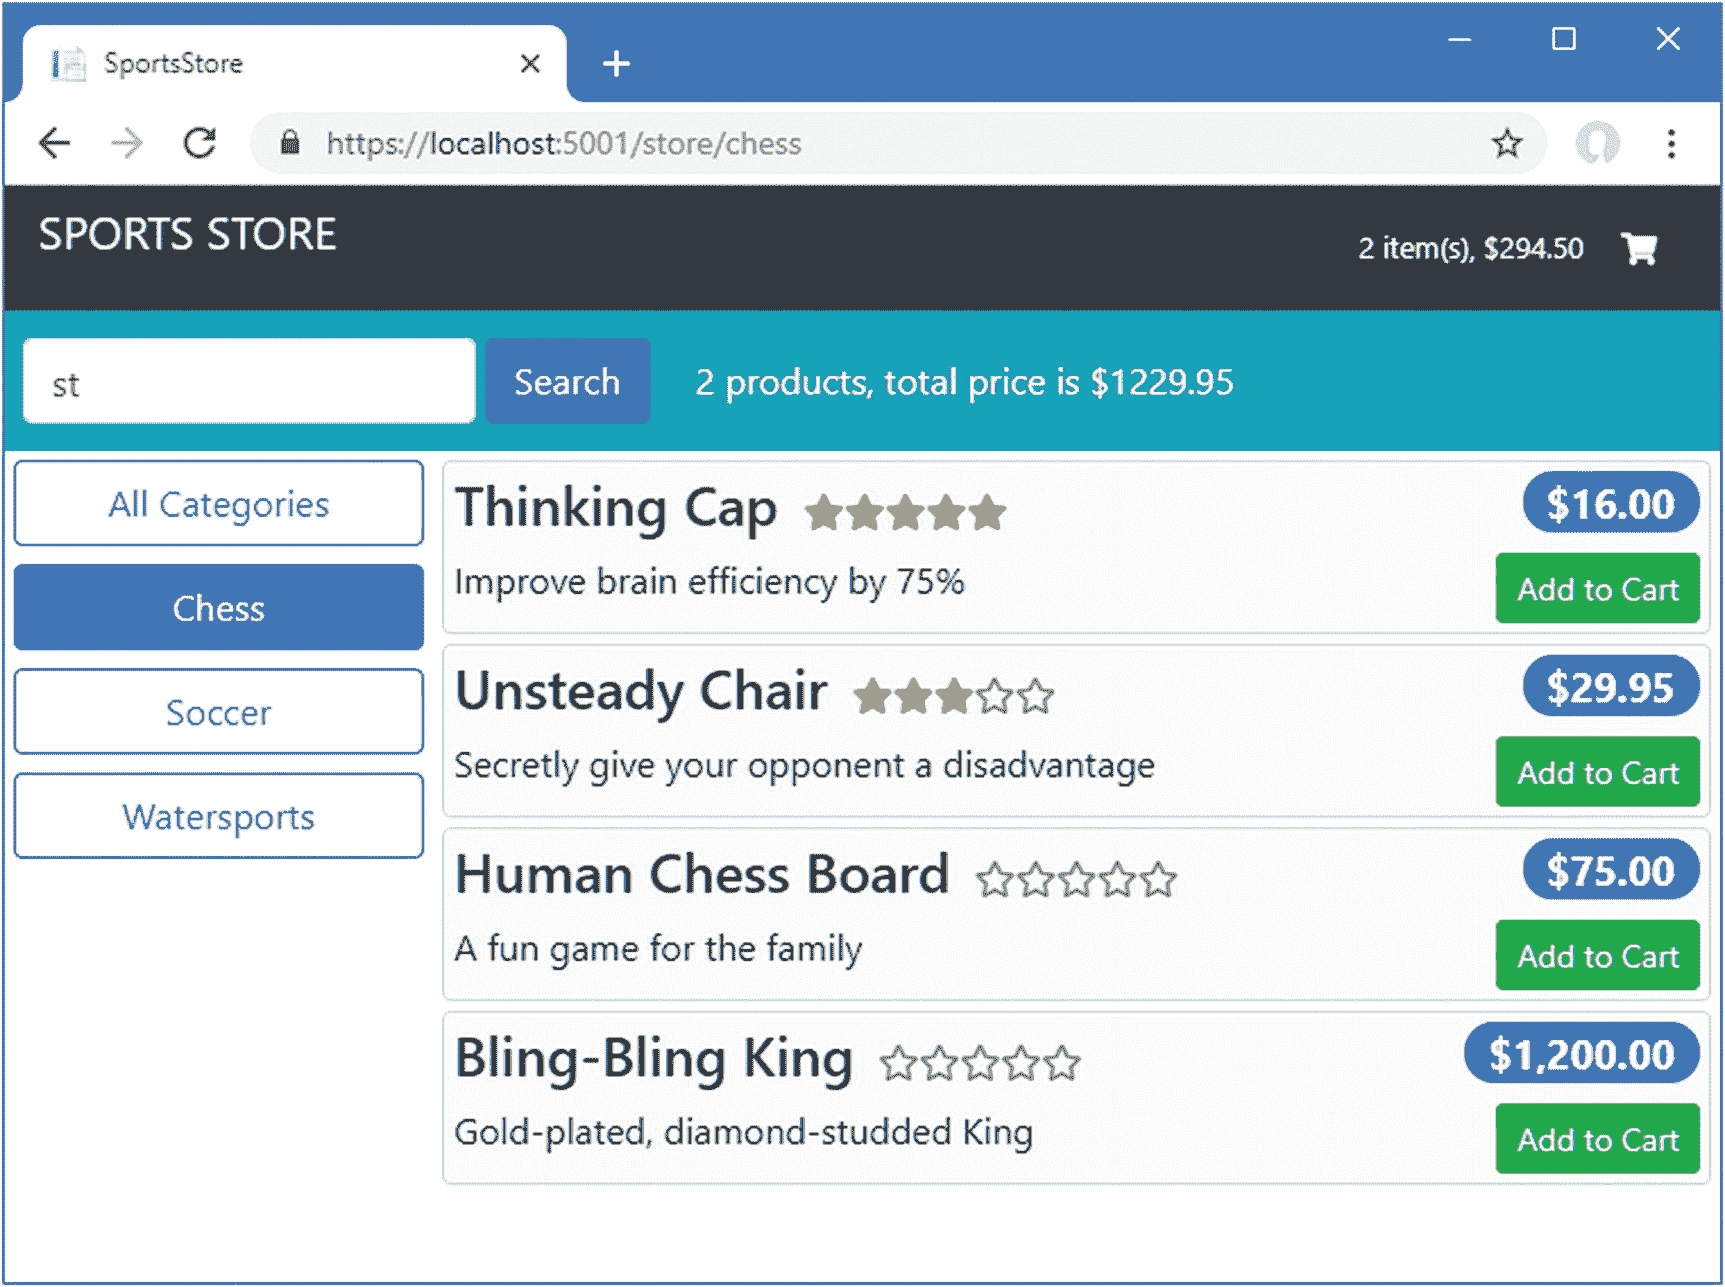 SportsStore
https://localhost:5001/store/chess
SPORTS STORE
2 item(s), $294.50
st
Search
2 products, total price is $1229.95
All Categories
Chess
Soccer
Watersports
Thinking Cap
$16.00
Improve brain efficiency by 75%
Add to Cart
Unsteady Chair
$29.95
Secretly give your opponent a disadvantage
Add to Cart
Human Chess Board
$75.00
A fun game for the family
Add to Cart
Bling-Bling King
$1,200.00
Gold-plated, diamond-studded King
Add to Cart